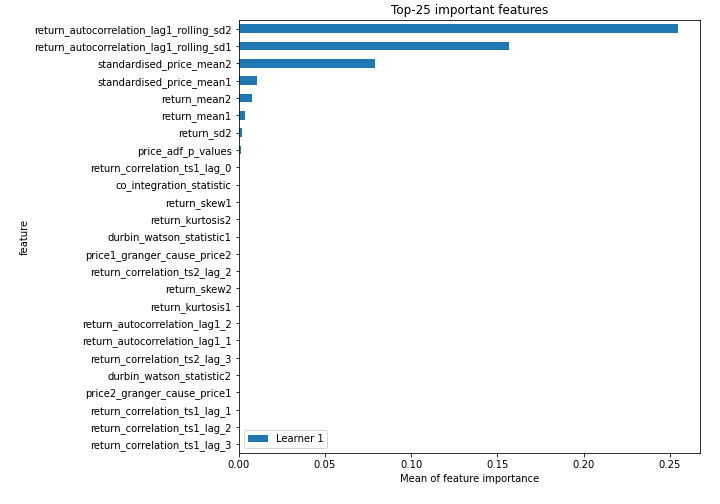 Top-25 important features
return_autocorrelation_lag1_rolling_sd2
return_autocorrelation_lag1_rolling_sd1
standardised_price_mean2
standardised_price_mean1
return_mean2
return_mean1
return_sd2
price_adf_p_values
return_correlation_ts1_lag_0
co_integration_statistic
return_skew1
return_kurtosis2
durbin_watson_statistic1
price1_granger_cause_price2
return_correlation_ts2_lag_2
return_skew2
return_kurtosis1
return_autocorrelation_lag1_2
return_autocorrelation_lag1_1
return_correlation_ts2_lag_3
durbin_watson_statistic2
price2_granger_cause_price1
return_correlation_ts1_lag_1
return_correlation_ts1_lag_2
return_correlation_ts1_lag_3
feature
Learner 1
0.00 0.05 0.10 0.15 0.20 0.25
Mean of feature importance